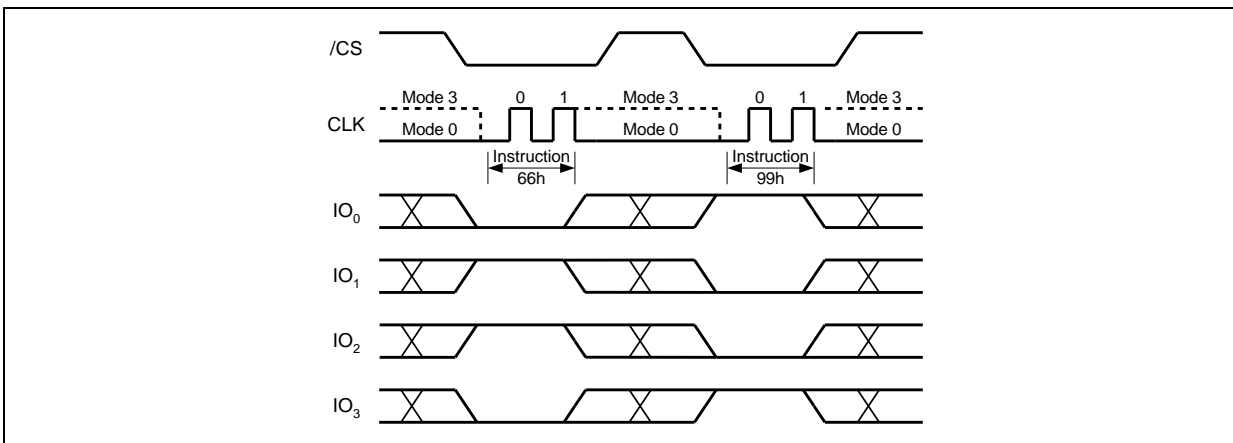 /CS
Mode 3 0 1 Mode 3 0 1 Mode 3
CLK Mode 0 Mode 0 Mode 0
Instruction Instruction
66h 99h
IO0
IO1
IO2
IO3